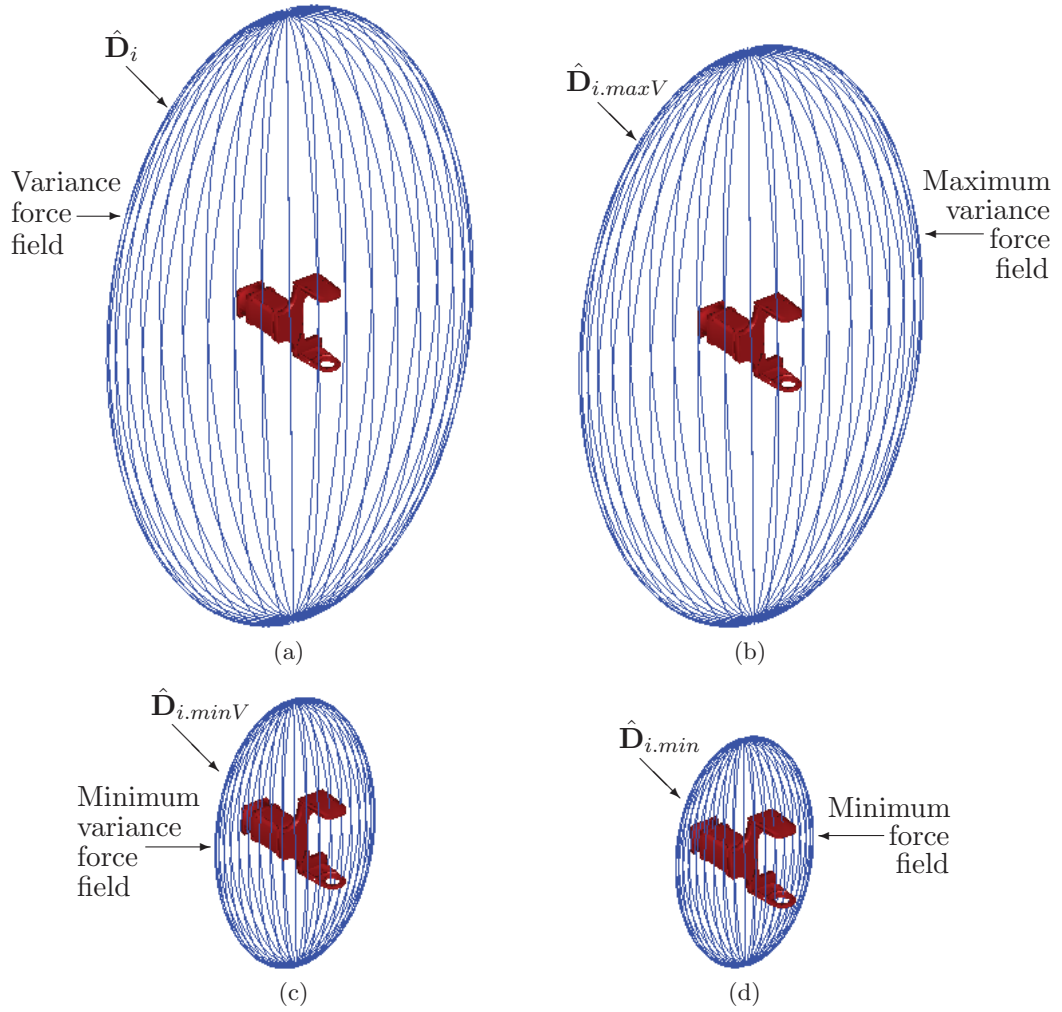 D̂i
Variance
force
field
(a)
D̂i.maxV
Maximum
variance
force
field
(b)
D̂i.minV
Minimum
variance
force
field
(c)
D̂i.min
Minimum
force
field
(d)